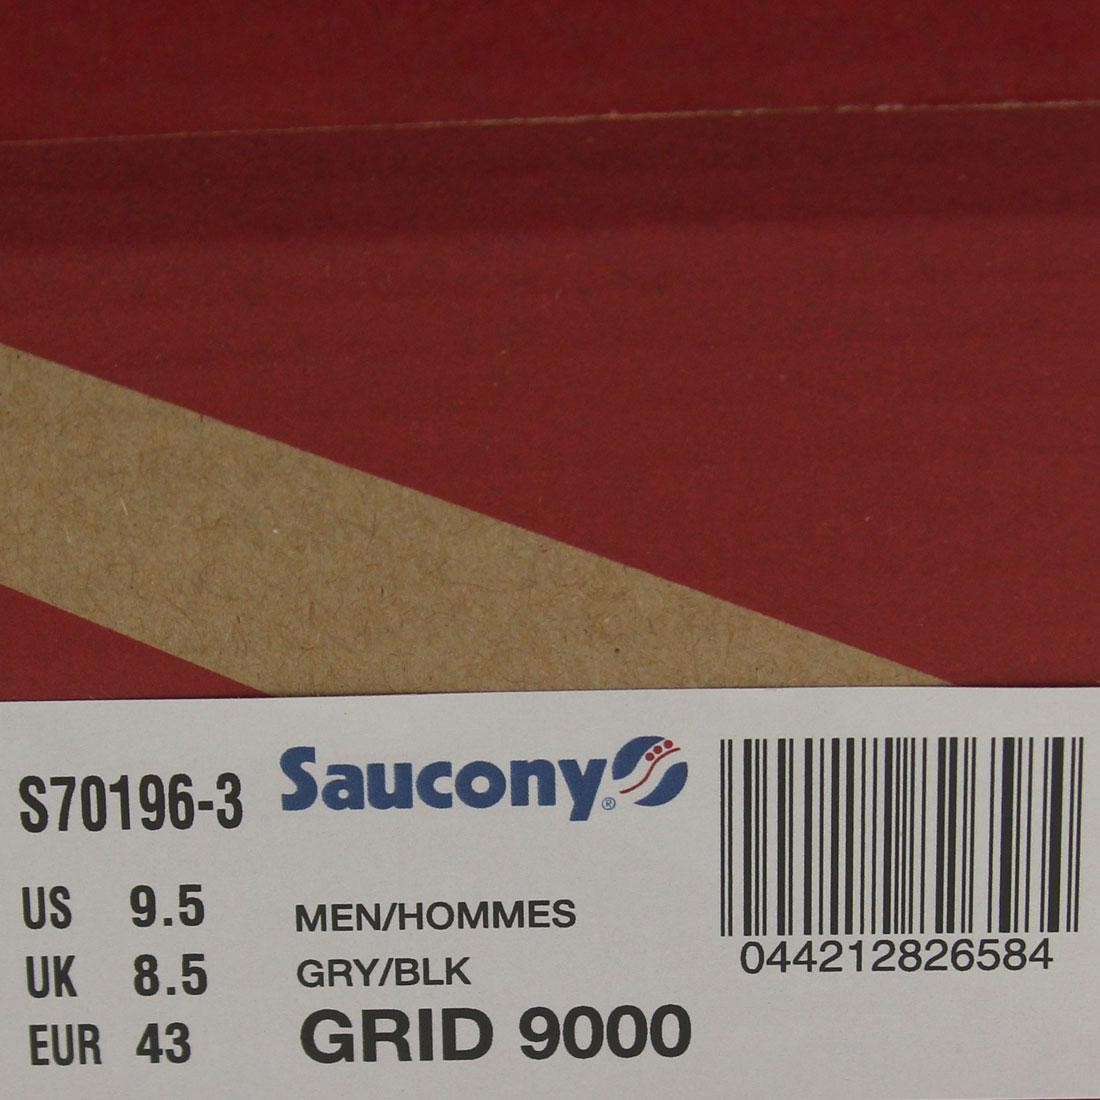 S70196-3
Saucony®
US 9.5
UK 8.5
EUR 43
MEN/HOMMES
GRY/BLK
GRID 9000
044212826584